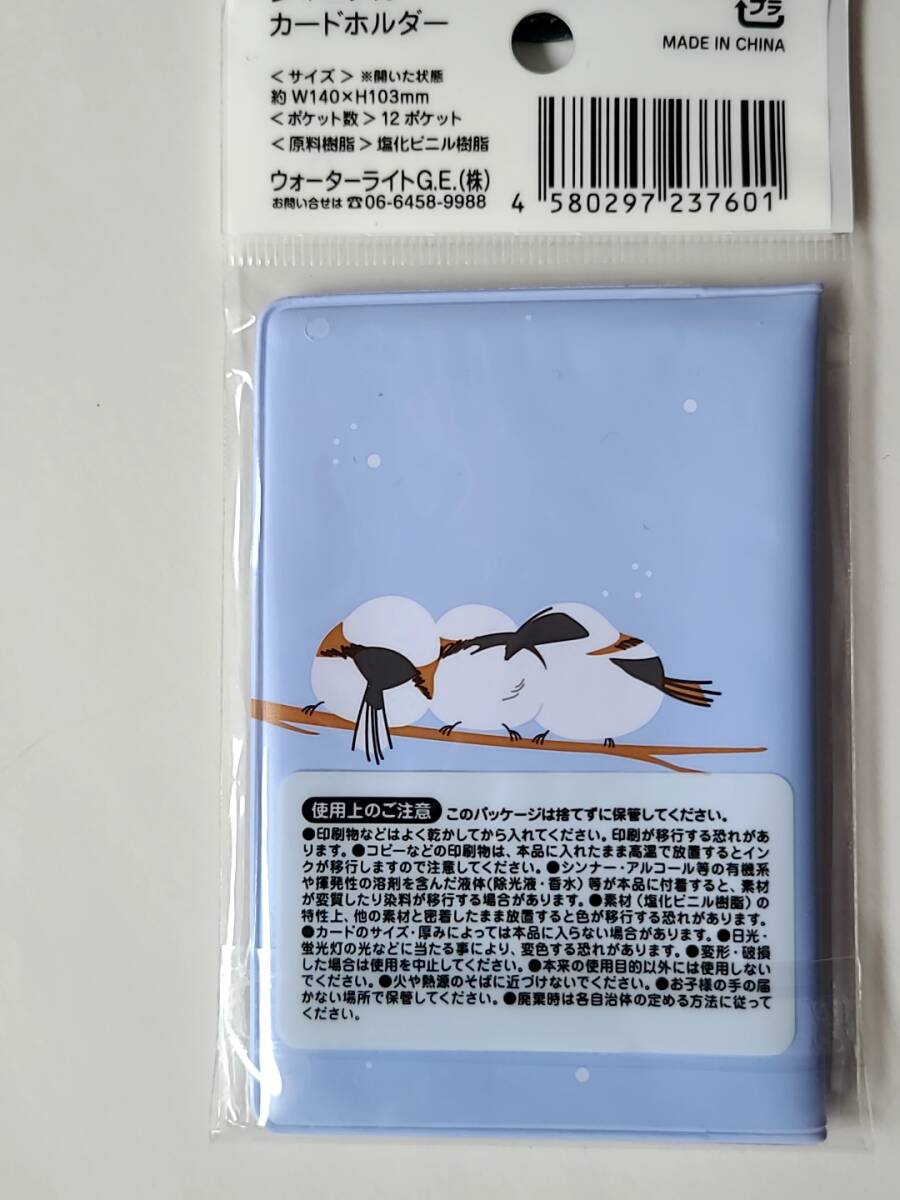 カードホルダー
プラ
MADE IN CHINA
<サイズ> ※開いた状態
約W140×H103mm
<ポケット数>12ポケット
<原料樹脂>塩化ビニル樹脂
ウォーターライトG.E.(株)
お問い合せは☎06-6458-9988
4 580297 237601
使用上のご注意 このパッケージは捨てずに保管してください。
●印刷物などはよく乾かしてから入れてください。印刷が移行する恐れがあ
ります。●コピーなどの印刷物は、本品に入れたまま高温で放置するとイン
クが移行しますので注意してください。●シンナー・アルコール等の有機系
や揮発性の溶剤を含んだ液体(除光液・香水)等が本品に付着すると、素材
が変質したり染料が移行する場合があります。●素材(塩化ビニル樹脂)の
特性上、他の素材と密着したまま放置すると色が移行する恐れがあります。
●カードのサイズ・厚みによっては本品に入らない場合があります。●日光・
蛍光灯の光などに当たる事により、変色する恐れがあります。●変形・破損
した場合は使用を中止してください。●本来の使用目的以外には使用しない
でください。●火や熱源のそばに近づけないでください。●お子様の手の届
かない場所で保管してください。●廃棄時は各自治体の定める方法に従って
ください。